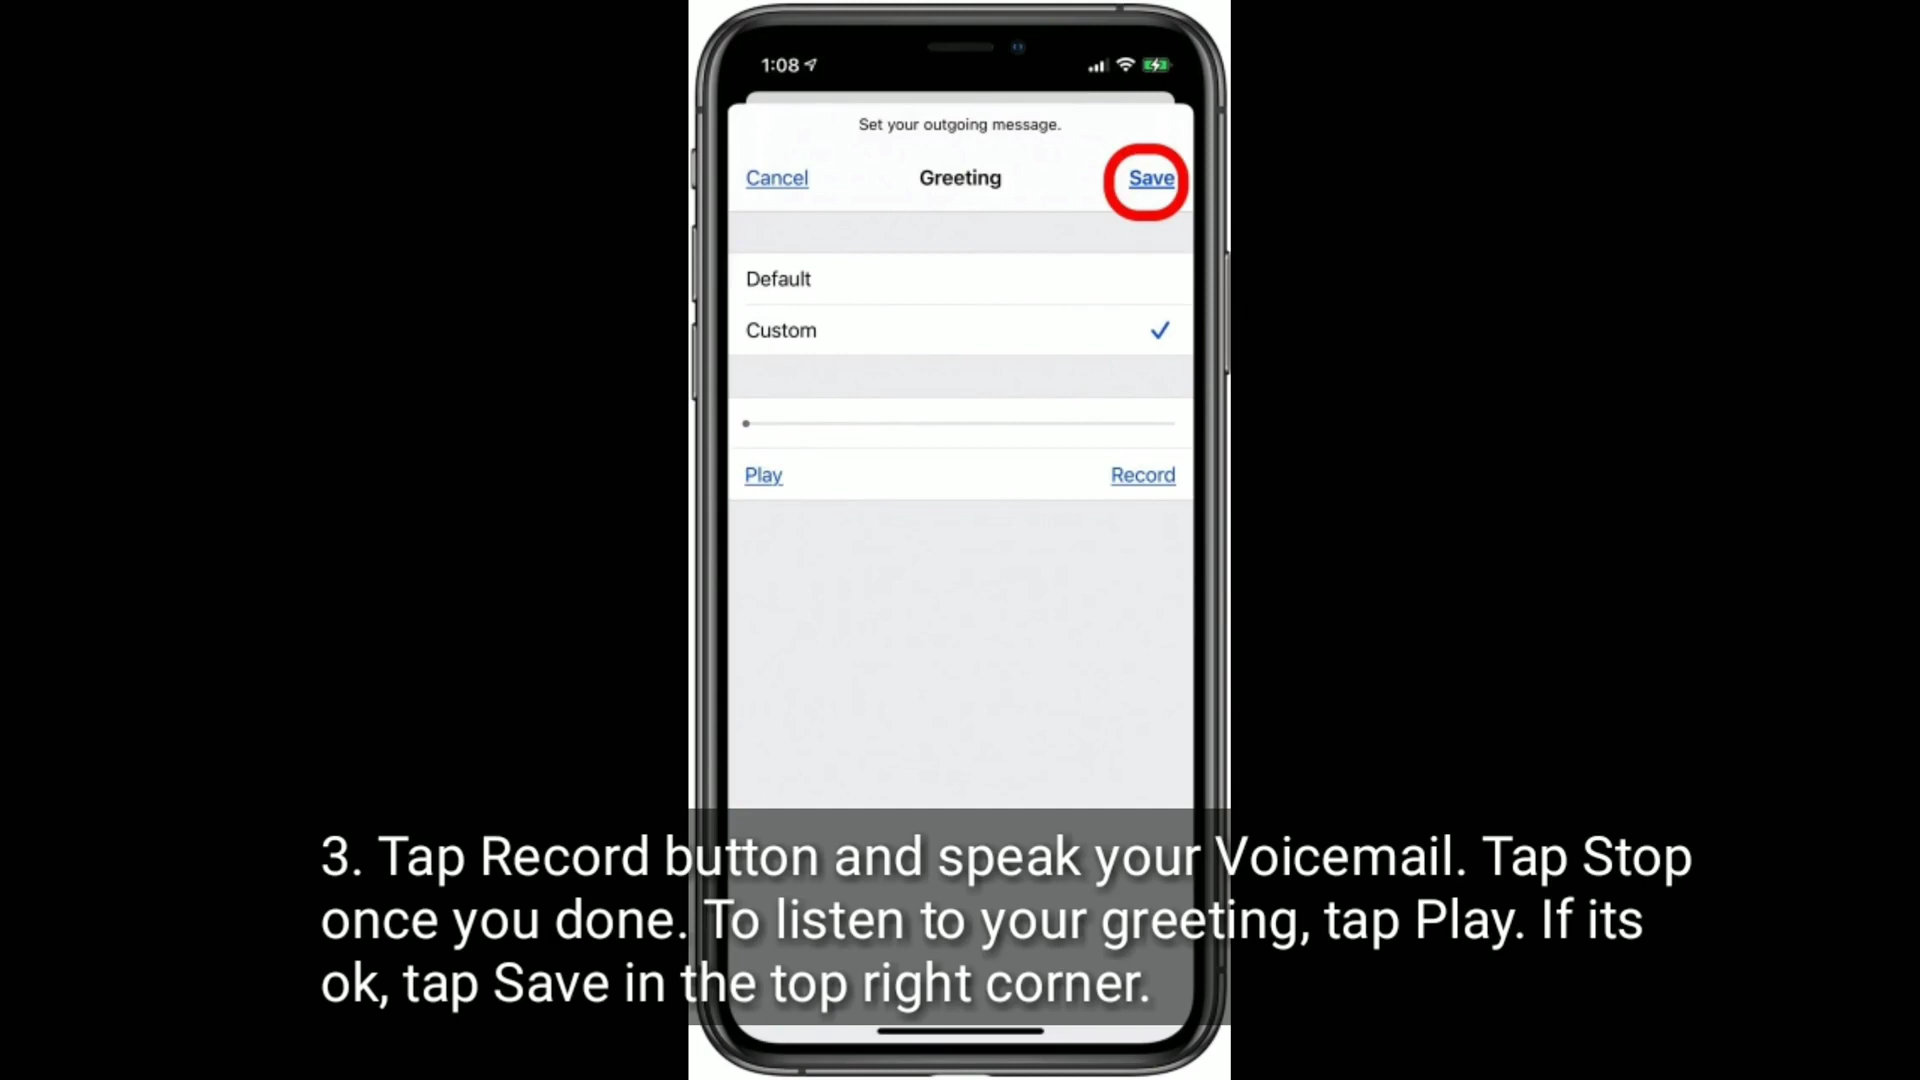 1:08
Set your outgoing message.
Cancel Greeting Save
Default
Custom
Play Record
3. Tap Record button and speak your Voicemail. Tap Stop
once you done. To listen to your greeting, tap Play. If its
ok, tap Save in the top right corner.